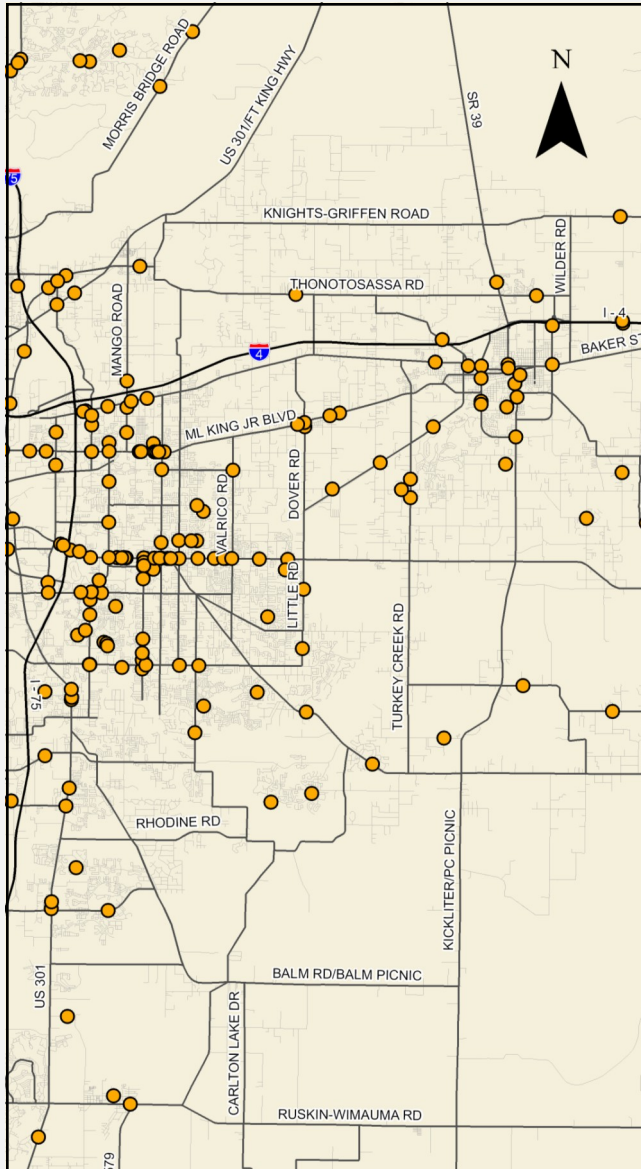 MORRIS BRIDGE ROAD
US 301/FT KING HWY
SR 39
N
5
KNIGHTS-GRIFFEN ROAD
WILDER RD
THONOTOSASSA RD
MANGO ROAD
I - 4
4
BAKER ST
ML KING JR BLVD
VALRICO RD
DOVER RD
LITTLE RD
TURKEY CREEK RD
I - 75
RHODINE RD
KICKLITER/PC PICNIC
US 301
BALM RD/BALM PICNIC
CARLTON LAKE DR
RUSKIN-WIMAUMA RD
579